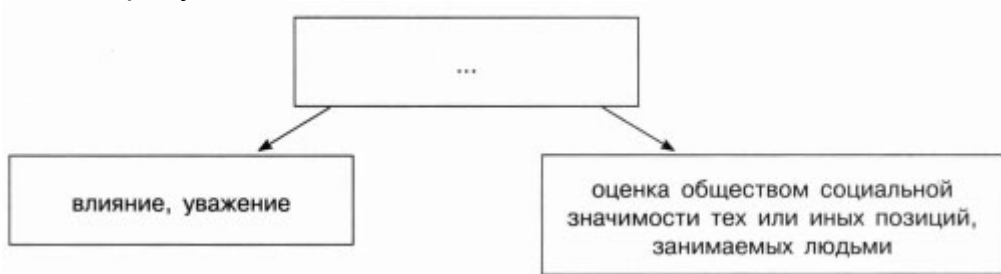 ...
влияние, уважение
оценка обществом социальной
значимости тех или иных позиций,
занимаемых людьми